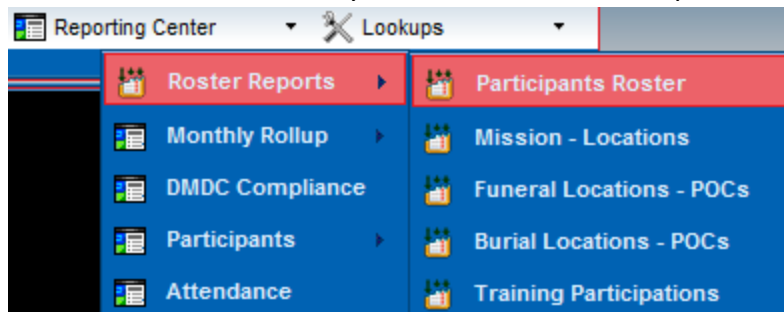 Reporting Center Lookups
Roster Reports
Monthly Rollup
DMDC Compliance
Participants
Attendance
Participants Roster
Mission - Locations
Funeral Locations - POCs
Burial Locations - POCs
Training Participations